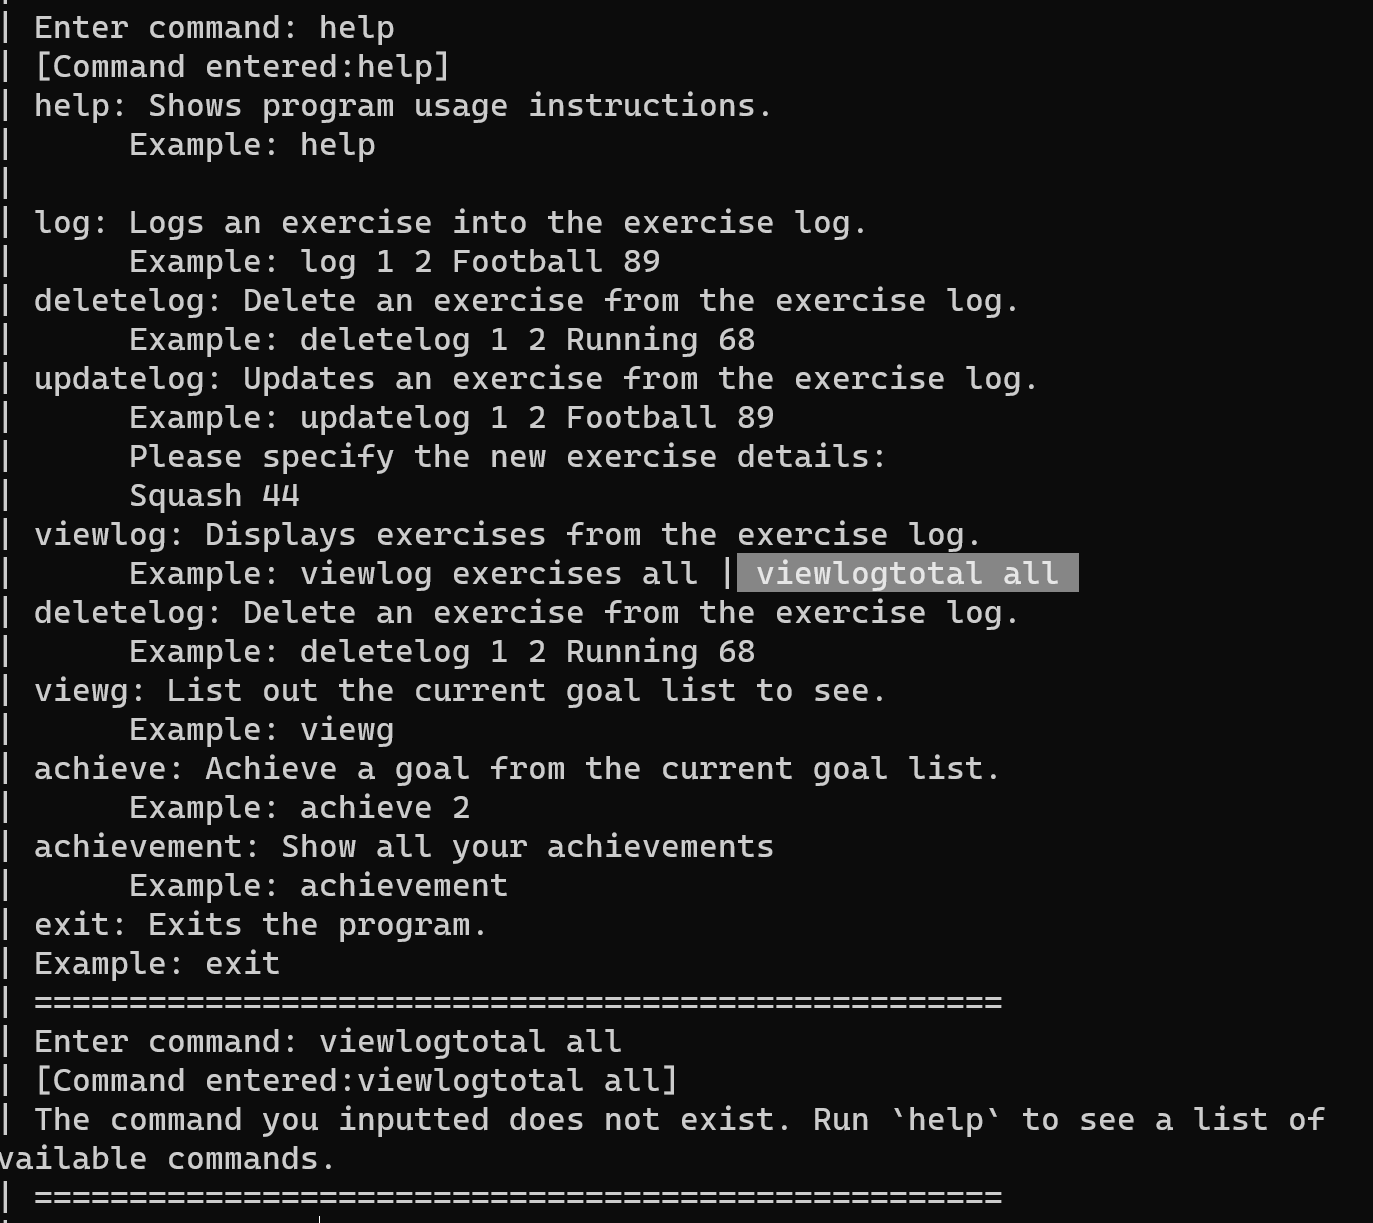 | Enter command: help
| [Command entered:help]
| help: Shows program usage instructions.
|      Example: help
|
| log: Logs an exercise into the exercise log.
|      Example: log 1 2 Football 89
| deletelog: Delete an exercise from the exercise log.
|      Example: deletelog 1 2 Running 68
| updatelog: Updates an exercise from the exercise log.
|      Example: updatelog 1 2 Football 89
|      Please specify the new exercise details:
|      Squash 44
| viewlog: Displays exercises from the exercise log.
|      Example: viewlog exercises all | viewlogtotal all
| deletelog: Delete an exercise from the exercise log.
|      Example: deletelog 1 2 Running 68
| viewg: List out the current goal list to see.
|      Example: viewg
| achieve: Achieve a goal from the current goal list.
|      Example: achieve 2
| achievement: Show all your achievements
|      Example: achievement
| exit: Exits the program.
| Example: exit
| ===================================================
| Enter command: viewlogtotal all
| [Command entered:viewlogtotal all]
| The command you inputted does not exist. Run `help` to see a list of
vailable commands.
| ===================================================